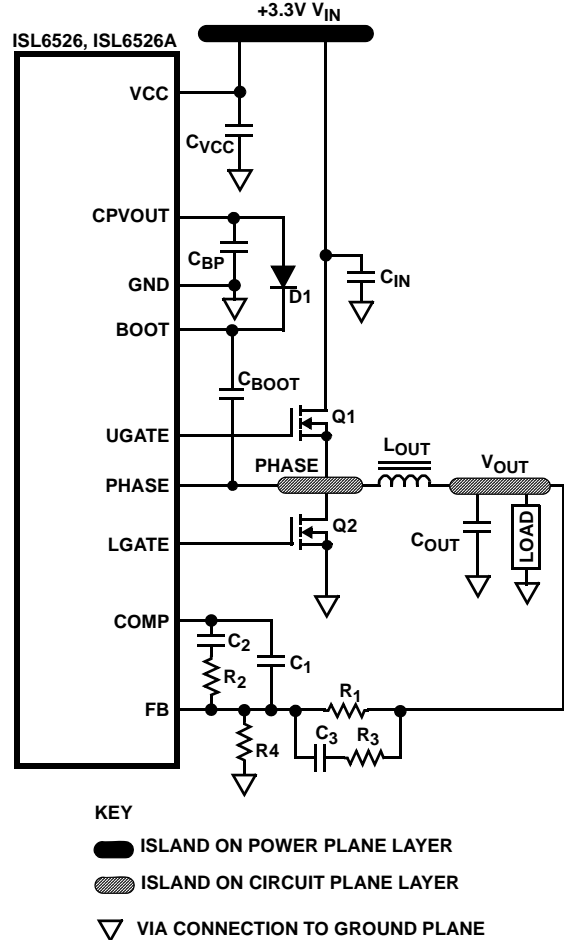 +3.3V VIN
ISL6526, ISL6526A
VCC
CVCC
CPVOUT
CBP
GND
D1
CIN
BOOT
CBOOT
Q1
UGATE
LOUT
PHASE
VOUT
PHASE
Q2
COUT
LOAD
LGATE
COMP
C2
C1
R2
R1
FB
C3
R3
R4
KEY
ISLAND ON POWER PLANE LAYER
ISLAND ON CIRCUIT PLANE LAYER
VIA CONNECTION TO GROUND PLANE